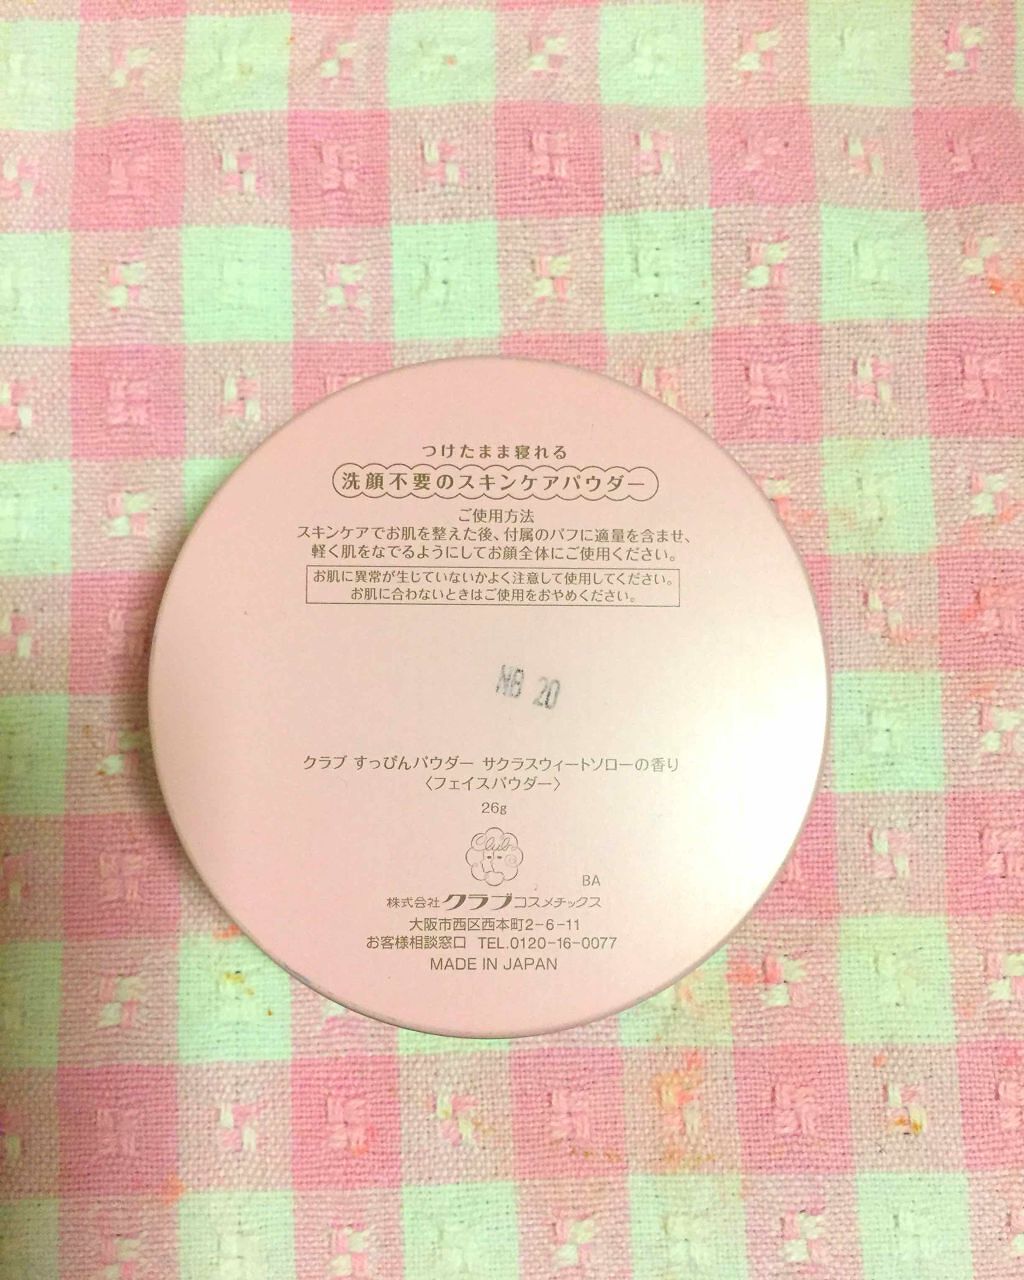 つけたまま寝れる
洗顔不要のスキンケアパウダー
ご使用方法
スキンケアでお肌を整えた後、付属のパフに適量を含ませ、
軽く肌をなでるようにしてお顔全体にご使用ください。
お肌に異常が生じていないかよく注意して使用してください。
お肌に合わないときはご使用をおやめください。
NB 20
クラブ すっぴんパウダー サクラスウィートソローの香り
〈フェイスパウダー〉
26g
Club
BA
株式会社 クラブコスメチックス
大阪市西区西本町2-6-11
お客様相談窓口 TEL.0120-16-0077
MADE IN JAPAN